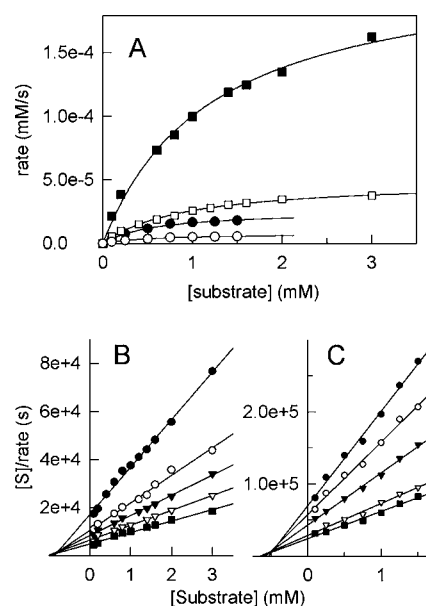 A
rate (mM/s)
1.5e-4
1.0e-4
5.0e-5
0.0
0 1 2 3
[substrate] (mM)
B
C
[S]/rate (s)
8e+4
6e+4
4e+4
2e+4
2.0e+5
1.0e+5
0 1 2 3
0 1
[Substrate] (mM)